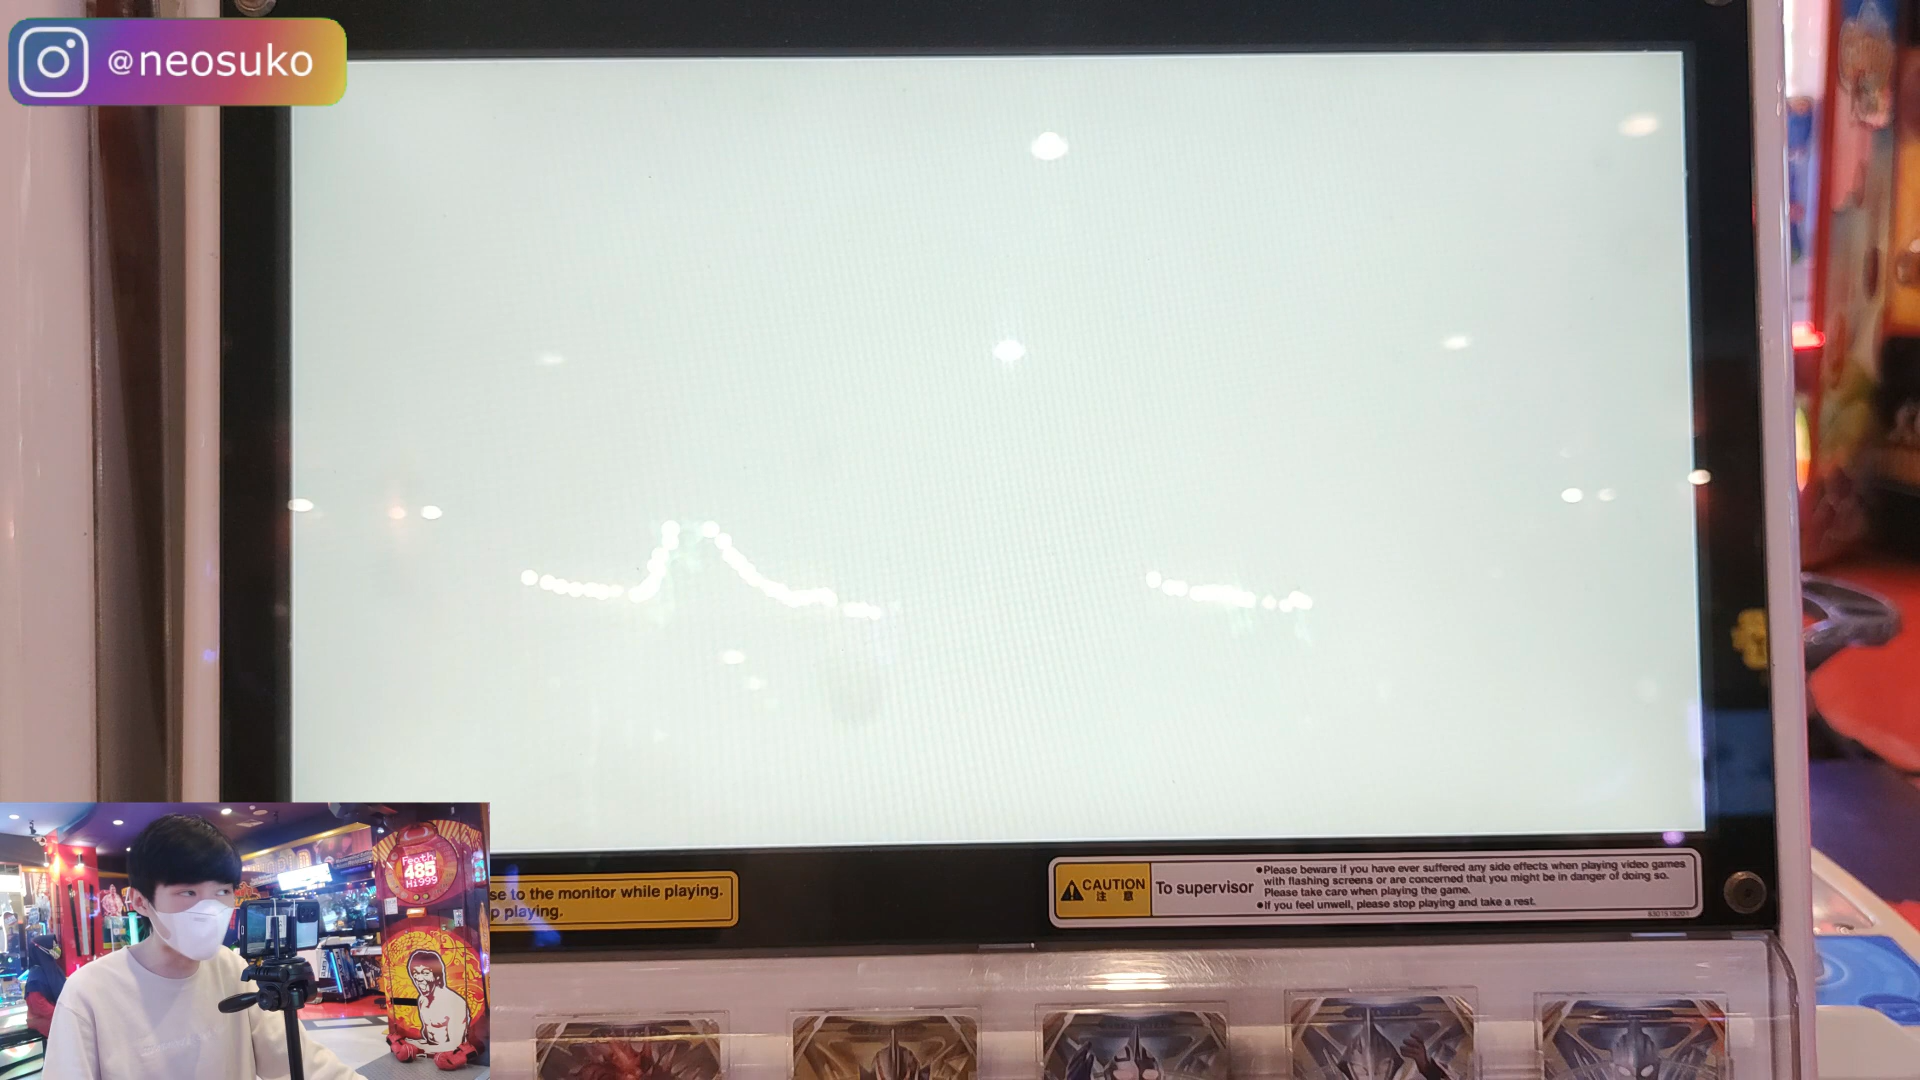 @neosuko
se to the monitor while playing.
p playing.
CAUTION
注 意
To supervisor
●Please beware if you have ever suffered any side effects when playing video games
with flashing screens or are concerned that you might be in danger of doing so.
Please take care when playing the game.
●If you feel unwell, please stop playing and take a rest.
485
Hi999